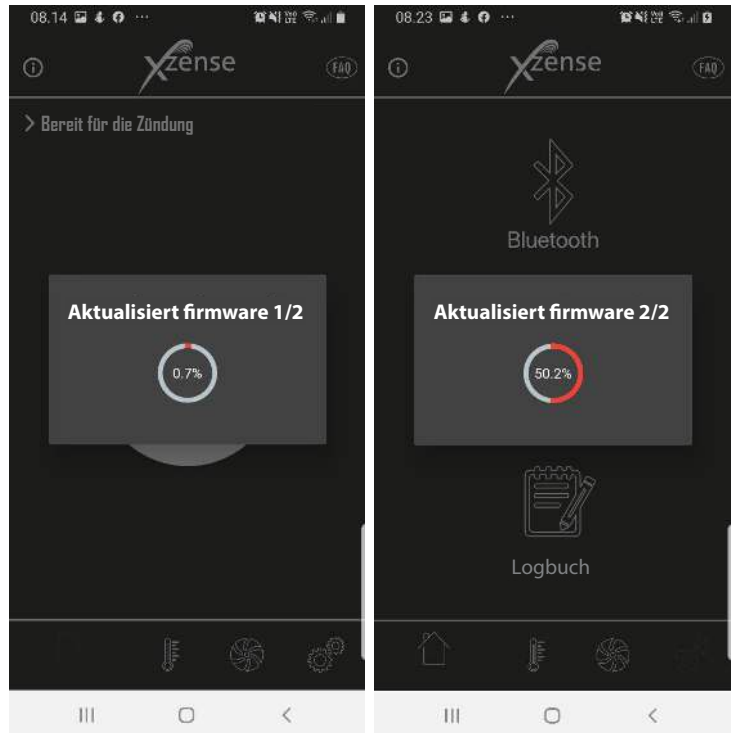 08.14
xzense
FAQ
> Bereit für die Zündung
Aktualisiert firmware 1/2
0.7%
08.23
xzense
FAQ
Bluetooth
Aktualisiert firmware 2/2
50.2%
Logbuch